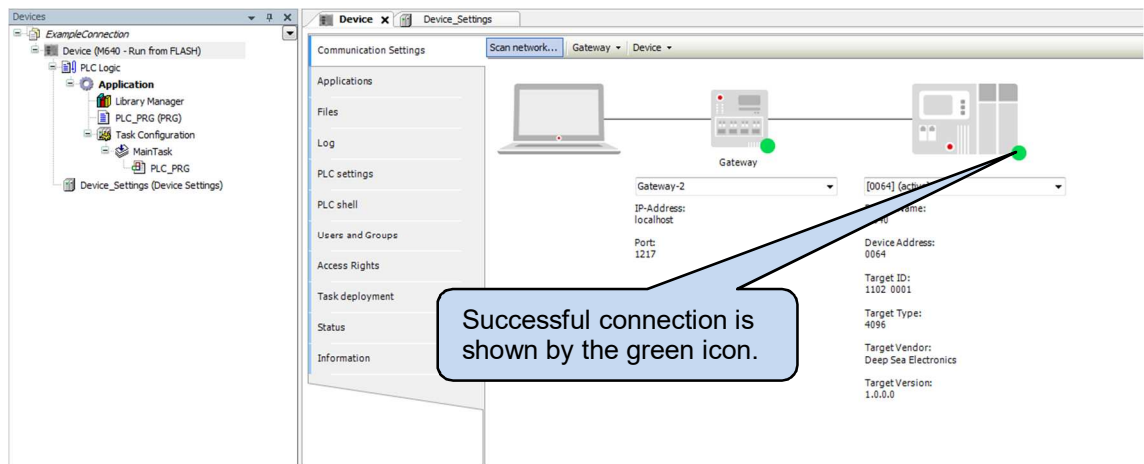 Devices
ExampleConnection
Device (M640 - Run from FLASH)
PLC Logic
Application
Library Manager
PLC_PRG (PRG)
Task Configuration
MainTask
PLC_PRG
Device_Settings (Device Settings)
Device
Device_Settings
Communication Settings
Applications
Files
Log
PLC settings
PLC shell
Users and Groups
Access Rights
Task deployment
Status
Information
Scan network... Gateway Device
Gateway
Gateway-2
IP-Address:
localhost
Port:
1217
[0064]
Device Address:
0064
Target ID:
1102 0001
Target Type:
4096
Target Vendor:
Deep Sea Electronics
Target Version:
1.0.0.0
Successful connection is
shown by the green icon.